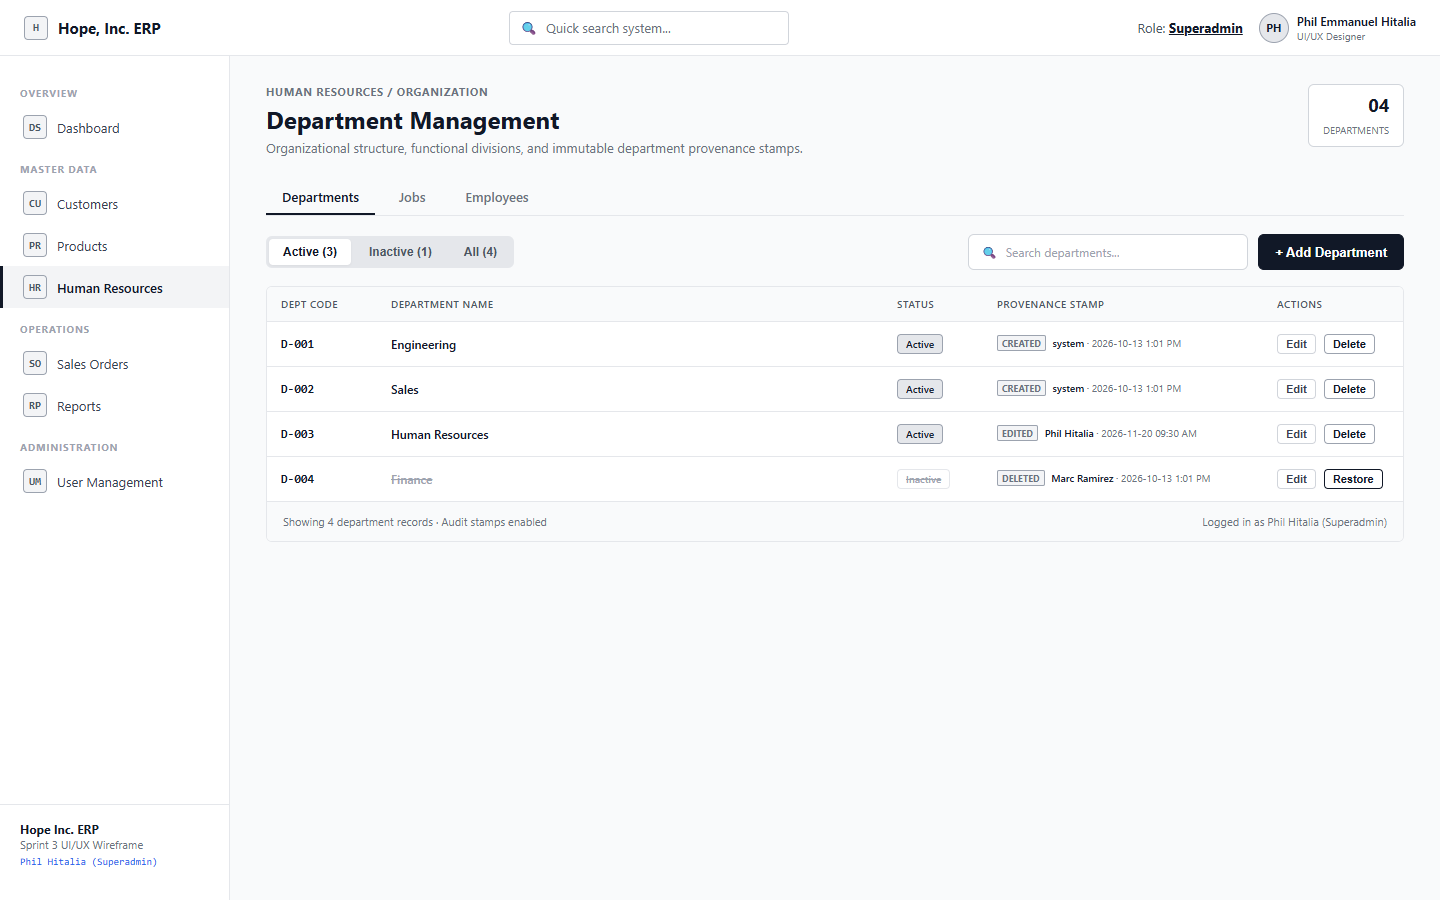 H Hope, Inc. ERP
Quick search system...
Role: Superadmin
PH
Phil Emmanuel Hitalia
UI/UX Designer
OVERVIEW
DS Dashboard
MASTER DATA
CU Customers
PR Products
HR Human Resources
OPERATIONS
SO Sales Orders
RP Reports
ADMINISTRATION
UM User Management
Hope Inc. ERP
Sprint 3 UI/UX Wireframe
Phil Hitalia (Superadmin)
HUMAN RESOURCES / ORGANIZATION
Department Management
Organizational structure, functional divisions, and immutable department provenance stamps.
04
DEPARTMENTS
Departments Jobs Employees
Active (3) Inactive (1) All (4)
Search departments...
+ Add Department
DEPT CODE DEPARTMENT NAME STATUS PROVENANCE STAMP ACTIONS
D-001 Engineering Active CREATED system · 2026-10-13 1:01 PM Edit Delete
D-002 Sales Active CREATED system · 2026-10-13 1:01 PM Edit Delete
D-003 Human Resources Active EDITED Phil Hitalia · 2026-11-20 09:30 AM Edit Delete
D-004 Finance Inactive DELETED Marc Ramirez · 2026-10-13 1:01 PM Edit Restore
Showing 4 department records · Audit stamps enabled
Logged in as Phil Hitalia (Superadmin)